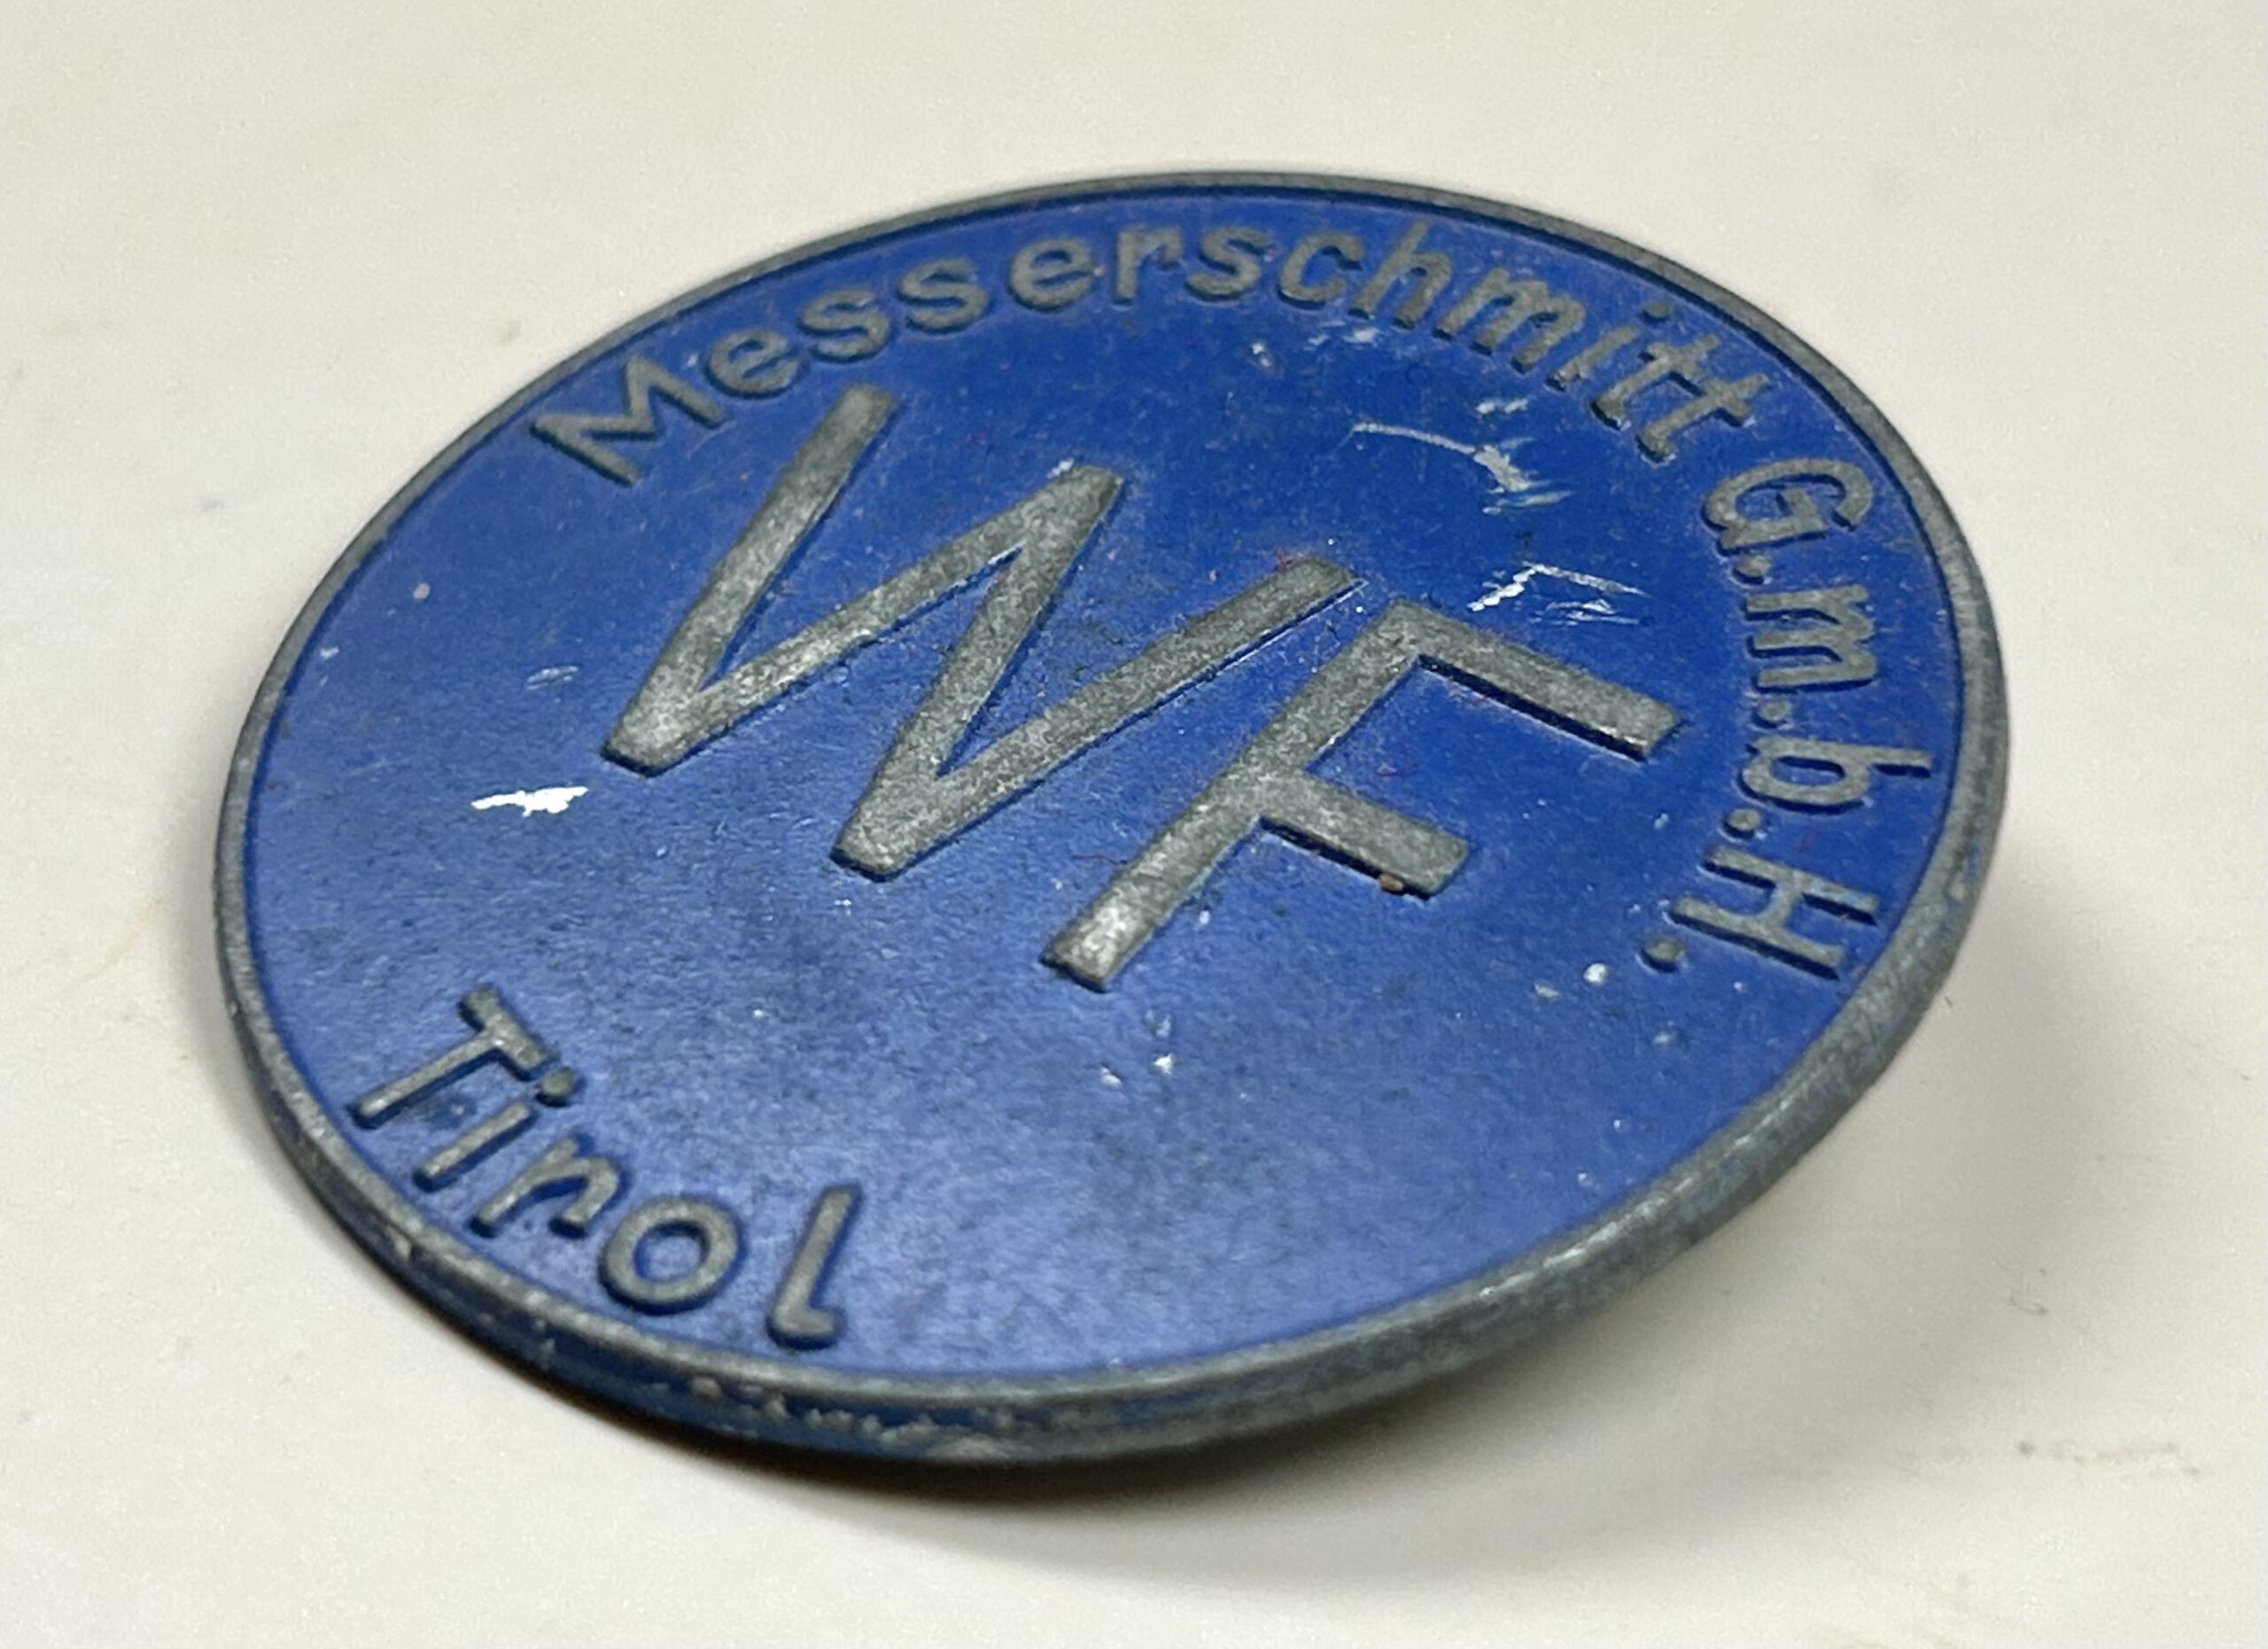 Messerschmitt G.m.b.H.
WF
Tirol